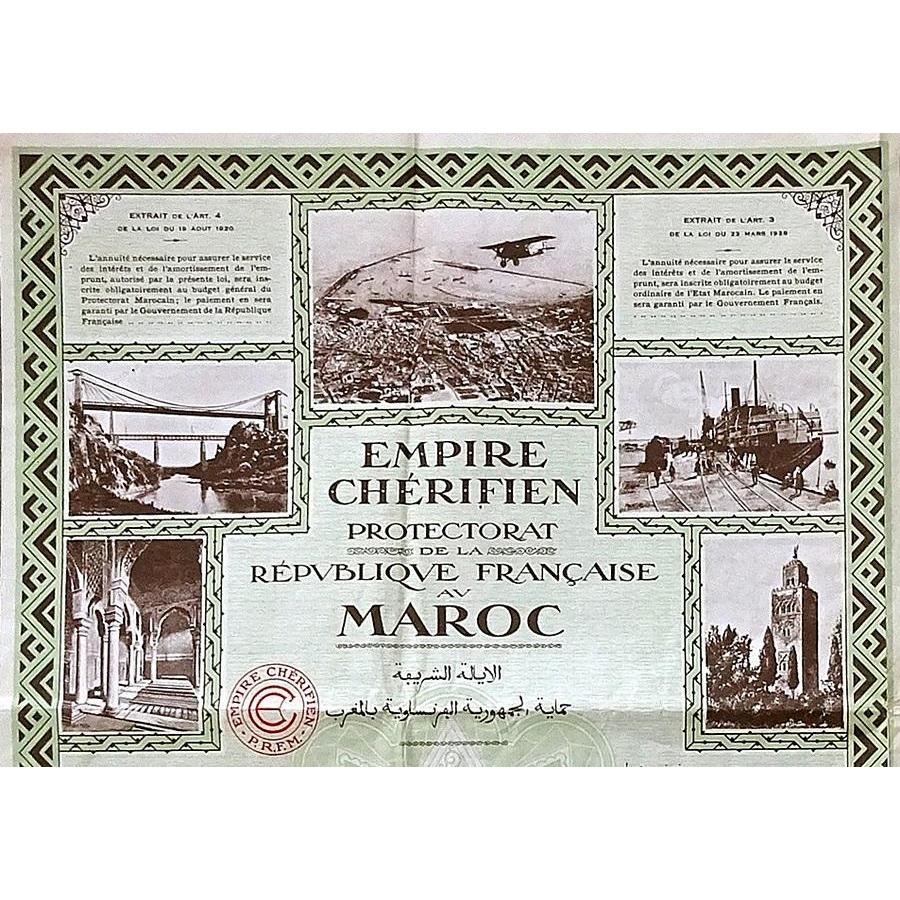 EXTRAIT DE L'ART. 4
DE LA LOI DU 19 AOUT 1920
L'annuité nécessaire pour assurer le service
des intérêts et de l'amortissement de l'em-
prunt, autorisé par la présente loi, sera ins-
crite obligatoirement au budget général du
Protectorat Marocain; le paiement en sera
garanti par le Gouvernement de la République
Française
EXTRAIT DE L'ART. 3
DE LA LOI DU 22 MARS 1928
L'annuité nécessaire pour assurer le service
des intérêts et de l'amortissement de l'em-
prunt, sera inscrite obligatoirement au budget
ordinaire de l'Etat Marocain. Le paiement en
sera garanti par le Gouvernement Français.
EMPIRE
CHÉRIFIEN
PROTECTORAT
DE LA
RÉPVBLIQVE FRANÇAISE
AV
MAROC
الايالة الشريفة
حماية الجمهورية الفرنسوية بالمغرب
EMPIRE CHÉRIFIEN
P.R.F.M.